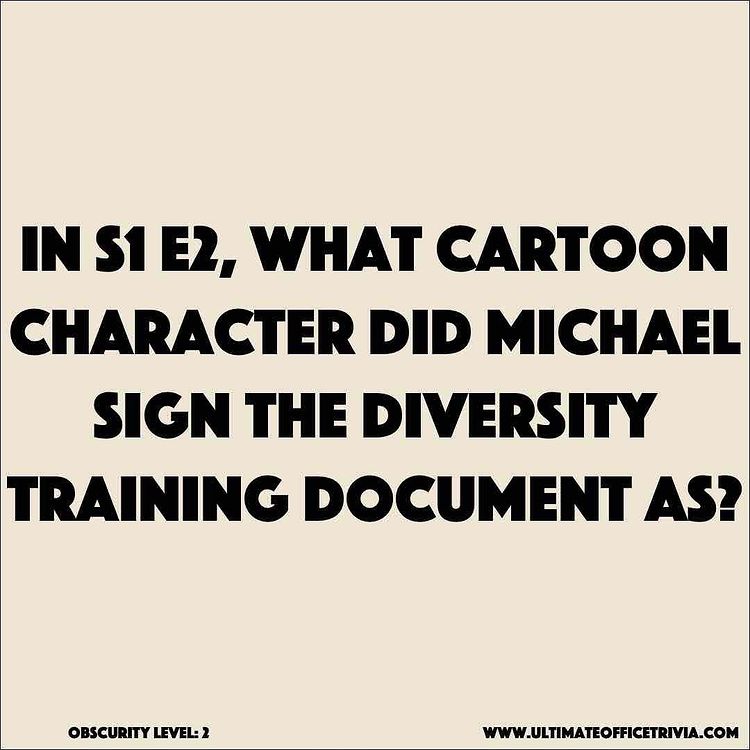 IN S1 E2, WHAT CARTOON
CHARACTER DID MICHAEL
SIGN THE DIVERSITY
TRAINING DOCUMENT AS?
OBSCURITY LEVEL: 2
WWW.ULTIMATEOFFICETRIVIA.COM